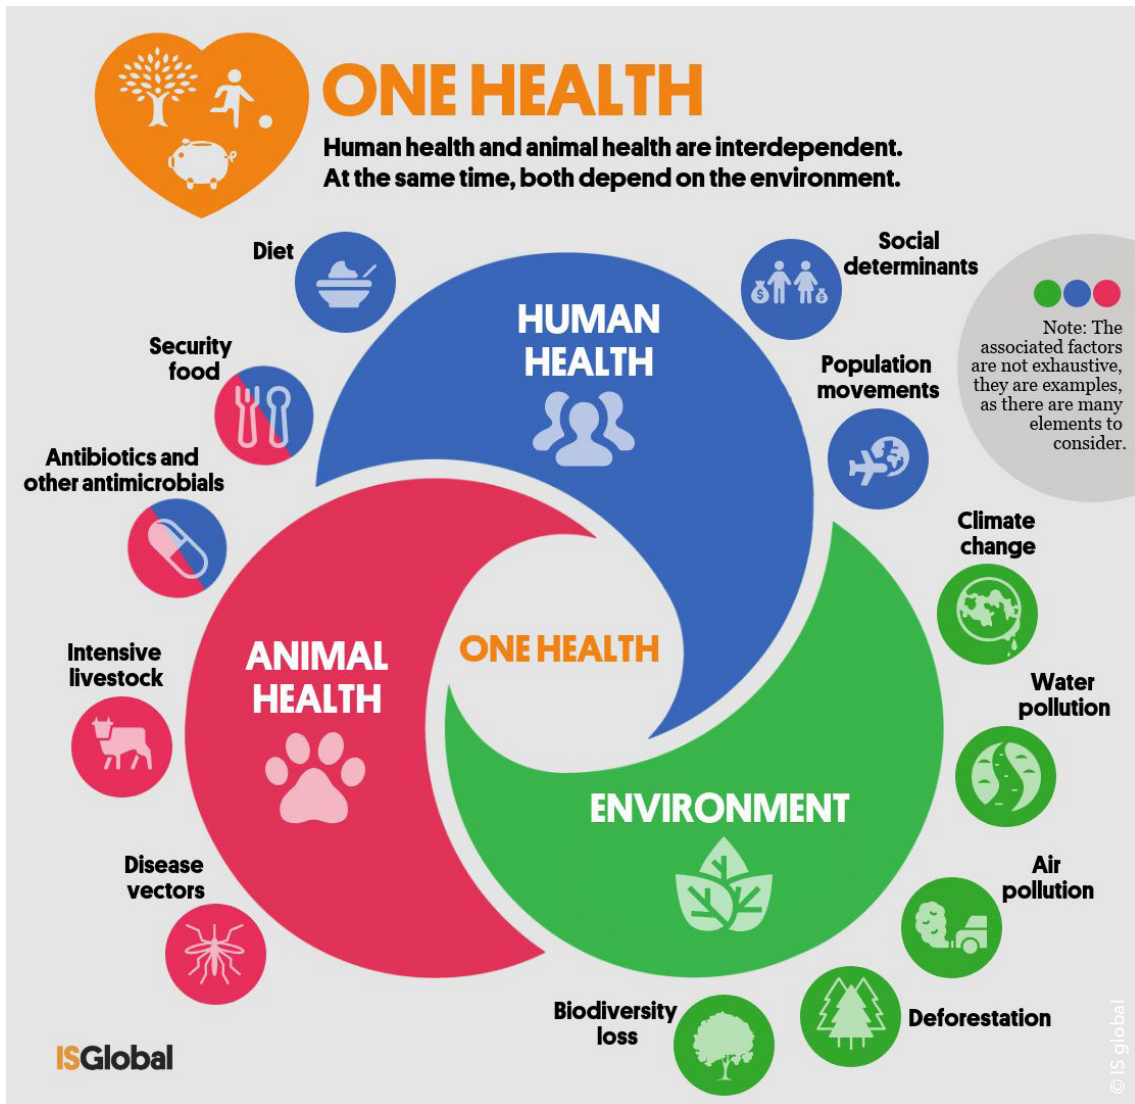 ONE HEALTH
Human health and animal health are interdependent.
At the same time, both depend on the environment.
Diet
Social
determinants
Security
food
Population
movements
Note: The
associated factors
are not exhaustive,
they are examples,
as there are many
elements to
consider.
HUMAN
HEALTH
Antibiotics and
other antimicrobials
Climate
change
Intensive
livestock
ANIMAL
HEALTH
ONE HEALTH
Water
pollution
ENVIRONMENT
Disease
vectors
Air
pollution
Biodiversity
loss
Deforestation
ISGlobal
© IS global